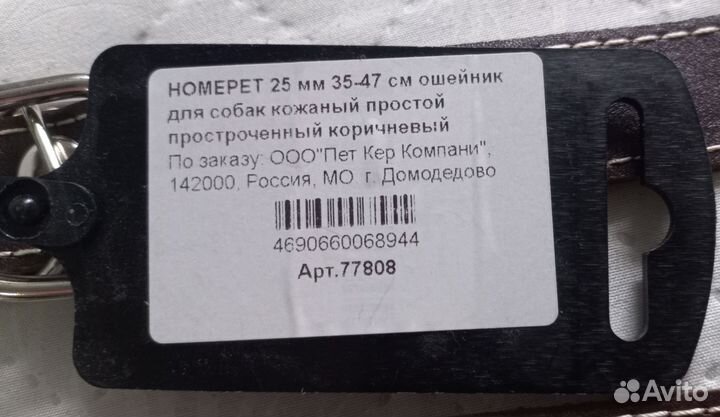 HOMEPET 25 мм 35-47 см ошейник
для собак кожаный простой
простроченный коричневый
По заказу: ООО"Пет Кер Компани",
142000, Россия, МО г. Домодедово
4690660068944
Арт.77808
Avito